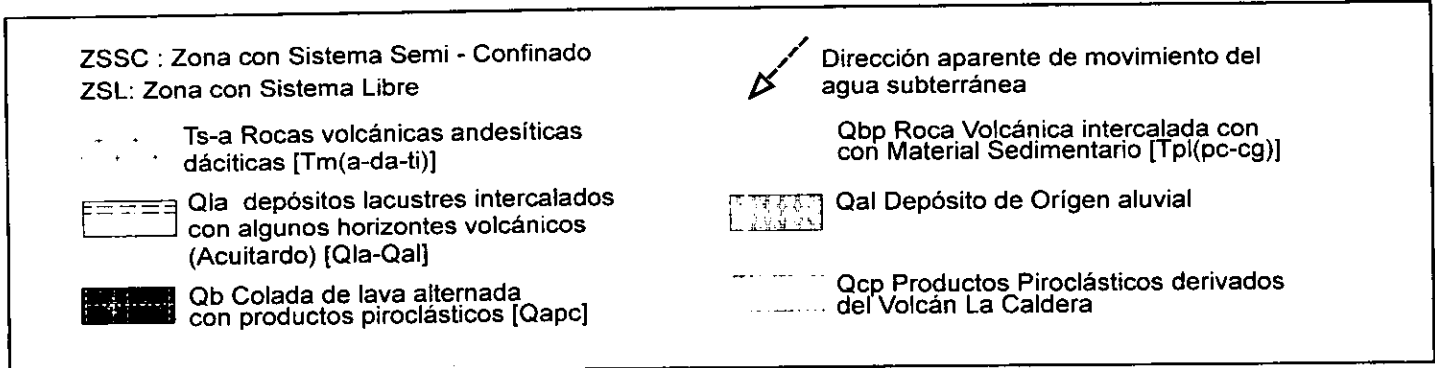 ZSSC : Zona con Sistema Semi - Confinado
ZSL: Zona con Sistema Libre
Ts-a Rocas volcánicas andesíticas
dáciticas [Tm(a-da-ti)]
Qla depósitos lacustres intercalados
con algunos horizontes volcánicos
(Acuitardo) [Qla-Qal]
Qb Colada de lava alternada
con productos piroclásticos [Qapc]
Dirección aparente de movimiento del
agua subterránea
Qbp Roca Volcánica intercalada con
con Material Sedimentario [Tpl(pc-cg)]
Qal Depósito de Orígen aluvial
Qcp Productos Piroclásticos derivados
del Volcán La Caldera